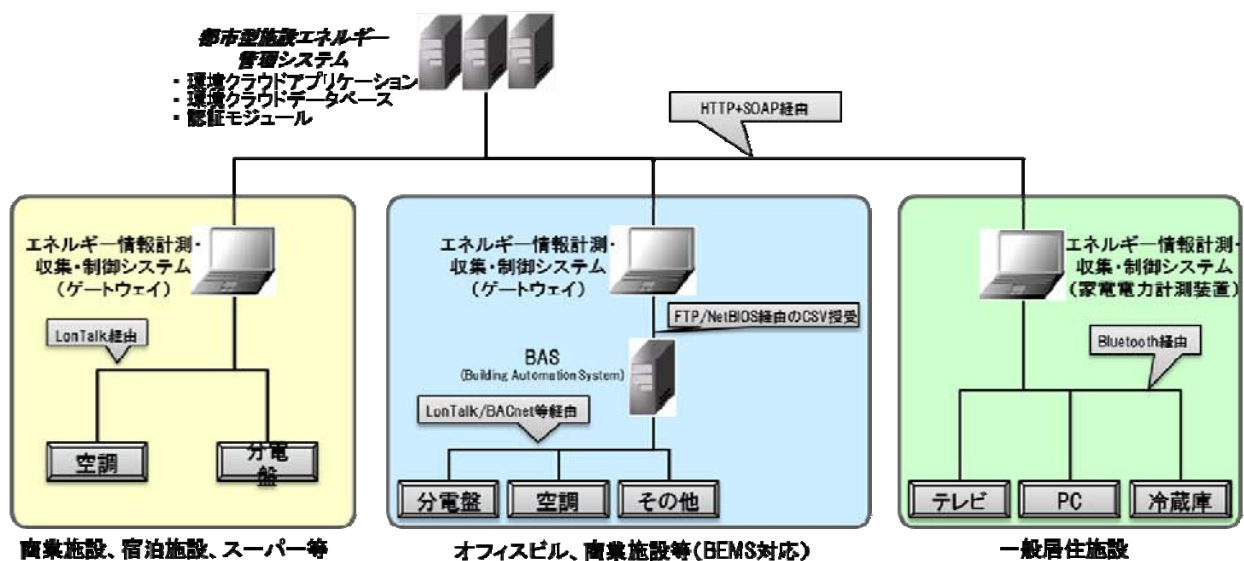 都市型施設エネルギー
管理システム
・環境クラウドアプリケーション
・環境クラウドデータベース
・認証モジュール
HTTP+SOAP経由
エネルギー情報計測・
収集・制御システム
(ゲートウェイ)
LonTalk経由
空調
分電
盤
商業施設、宿泊施設、スーパー等
エネルギー情報計測・
収集・制御システム
(ゲートウェイ)
FTP/NetBIOS経由のCSV授受
BAS
(Building Automation System)
LonTalk/BACnet等経由
分電盤
空調
その他
オフィスビル、商業施設等(BEMS対応)
エネルギー情報計測・
収集・制御システム
(家電電力計測装置)
Bluetooth経由
テレビ
PC
冷蔵庫
一般居住施設